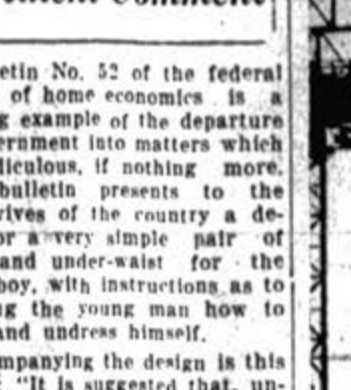 etin No. 52 of the federal
of home economics is a
g example of the departure
ernment into matters which
diculous, if nothing more.
bulletin presents to the
rives of the country a de-
or a very simple pair of
and under-waist for the
boy, with instructions as to
ng the young man how to
and undress himself.
mpanying the design is this
"It is suggested that, un-